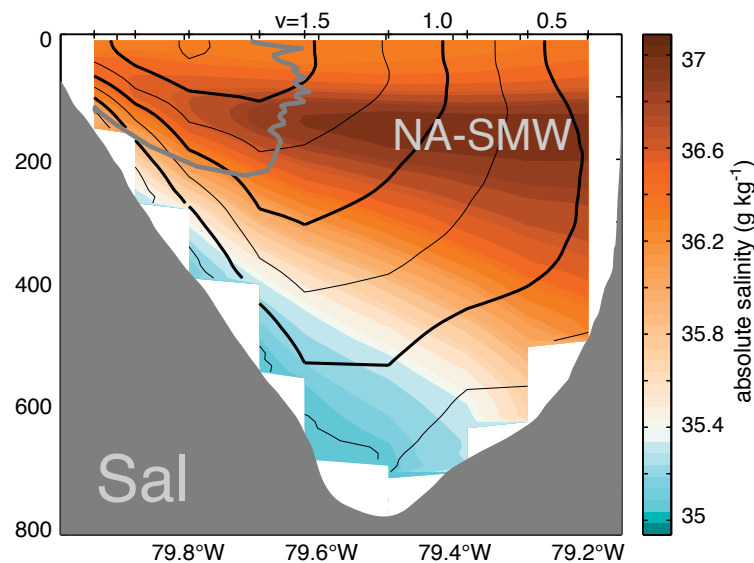 v=1.5 1.0 0.5
0
200
400
600
800
NA-SMW
Sal
79.8°W 79.6°W 79.4°W 79.2°W
37
36.6
36.2
35.8
35.4
35
absolute salinity (g kg⁻¹)